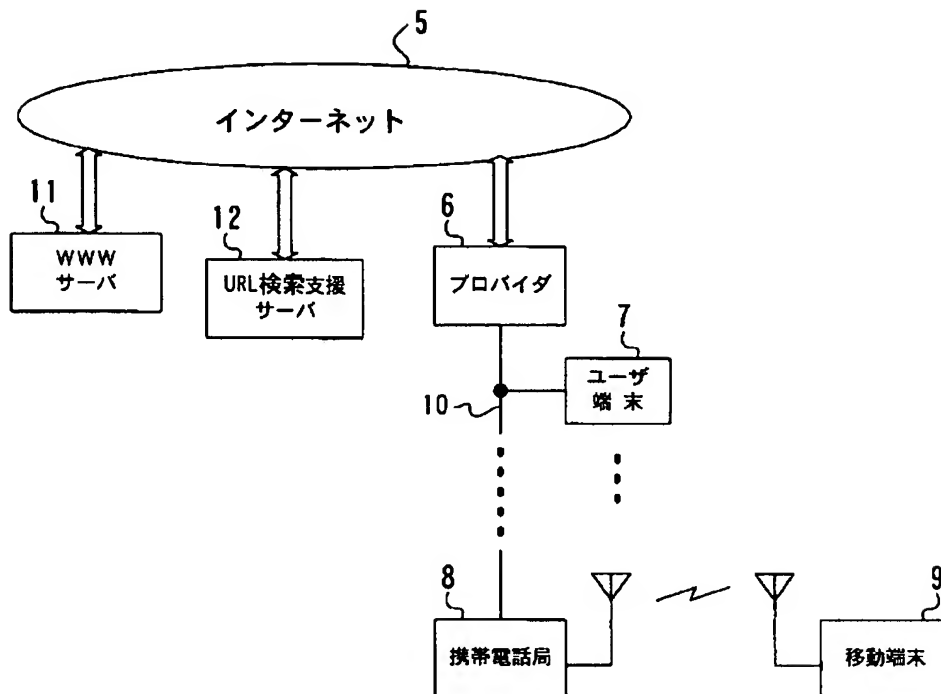 5
インターネット
11
WWW
サーバ
12
URL検索支援
サーバ
6
プロバイダ
7
ユーザ
端末
10
8
携帯電話局
9
移動端末